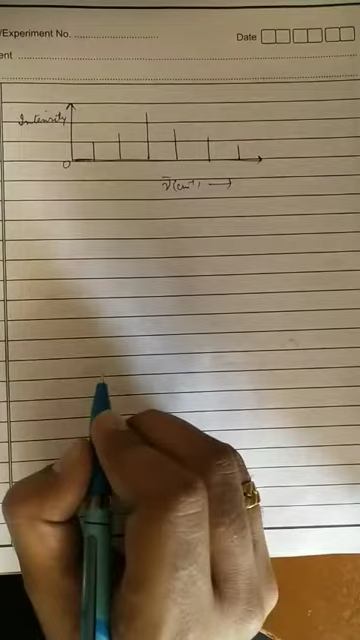 /Experiment No.
Date
ent
Intensity
0
ν̄(cm⁻¹) →